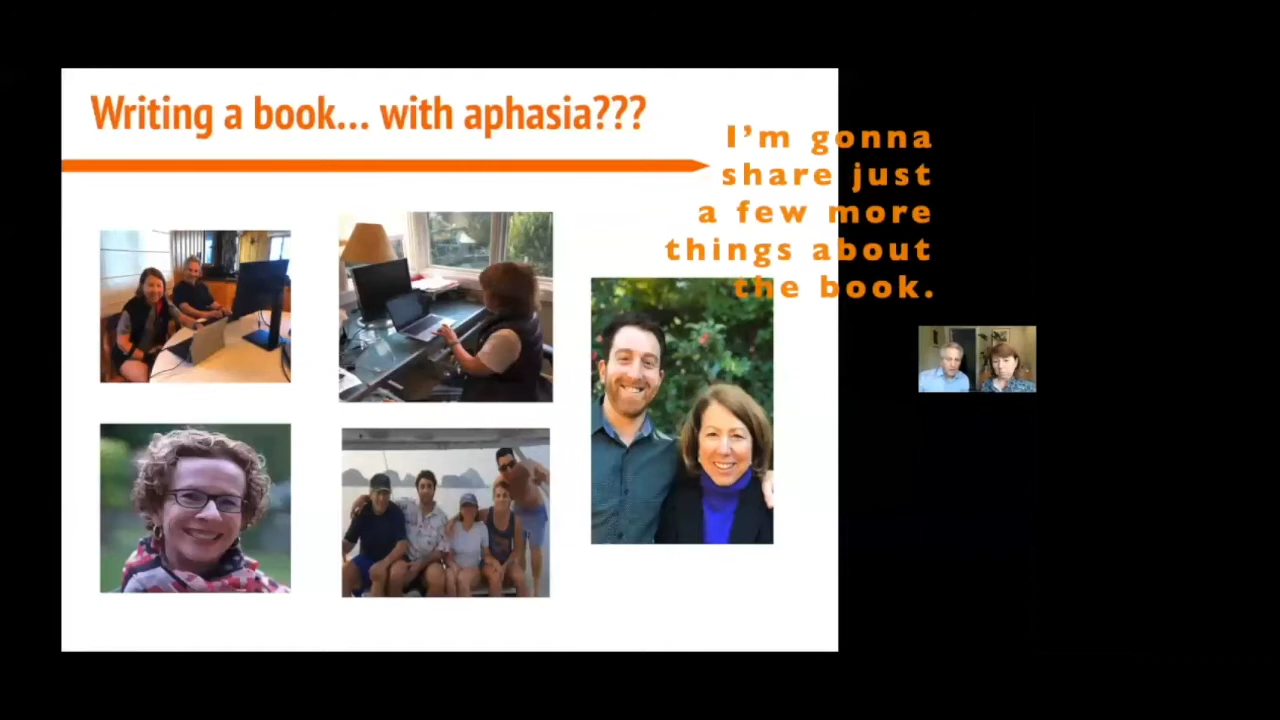 Writing a book... with aphasia???
I'm gonna
share just
a few more
things about
the book.